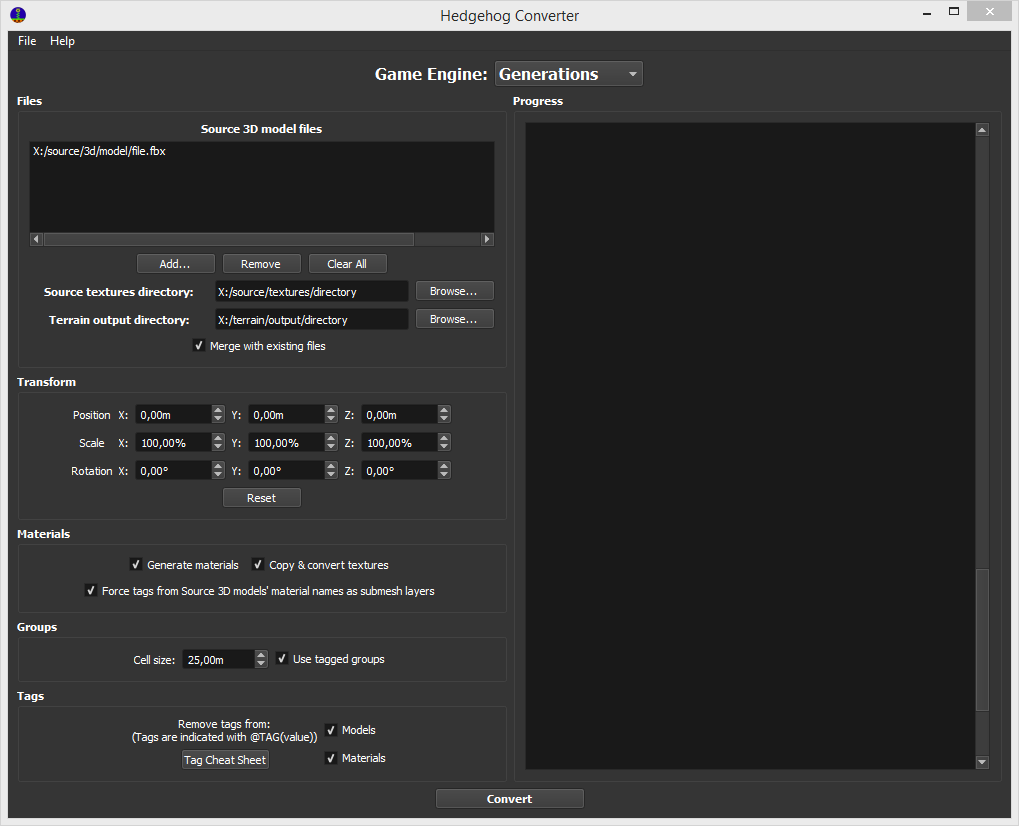 Hedgehog Converter
File Help
Game Engine: Generations
Files
Source 3D model files
X:/source/3d/model/file.fbx
Add... Remove Clear All
Source textures directory: X:/source/textures/directory Browse...
Terrain output directory: X:/terrain/output/directory Browse...
Merge with existing files
Transform
Position X: 0,00m Y: 0,00m Z: 0,00m
Scale X: 100,00% Y: 100,00% Z: 100,00%
Rotation X: 0,00° Y: 0,00° Z: 0,00°
Reset
Materials
Generate materials Copy & convert textures
Force tags from Source 3D models' material names as submesh layers
Groups
Cell size: 25,00m Use tagged groups
Tags
Remove tags from:
(Tags are indicated with @TAG(value))
Models
Tag Cheat Sheet
Materials
Progress
Convert